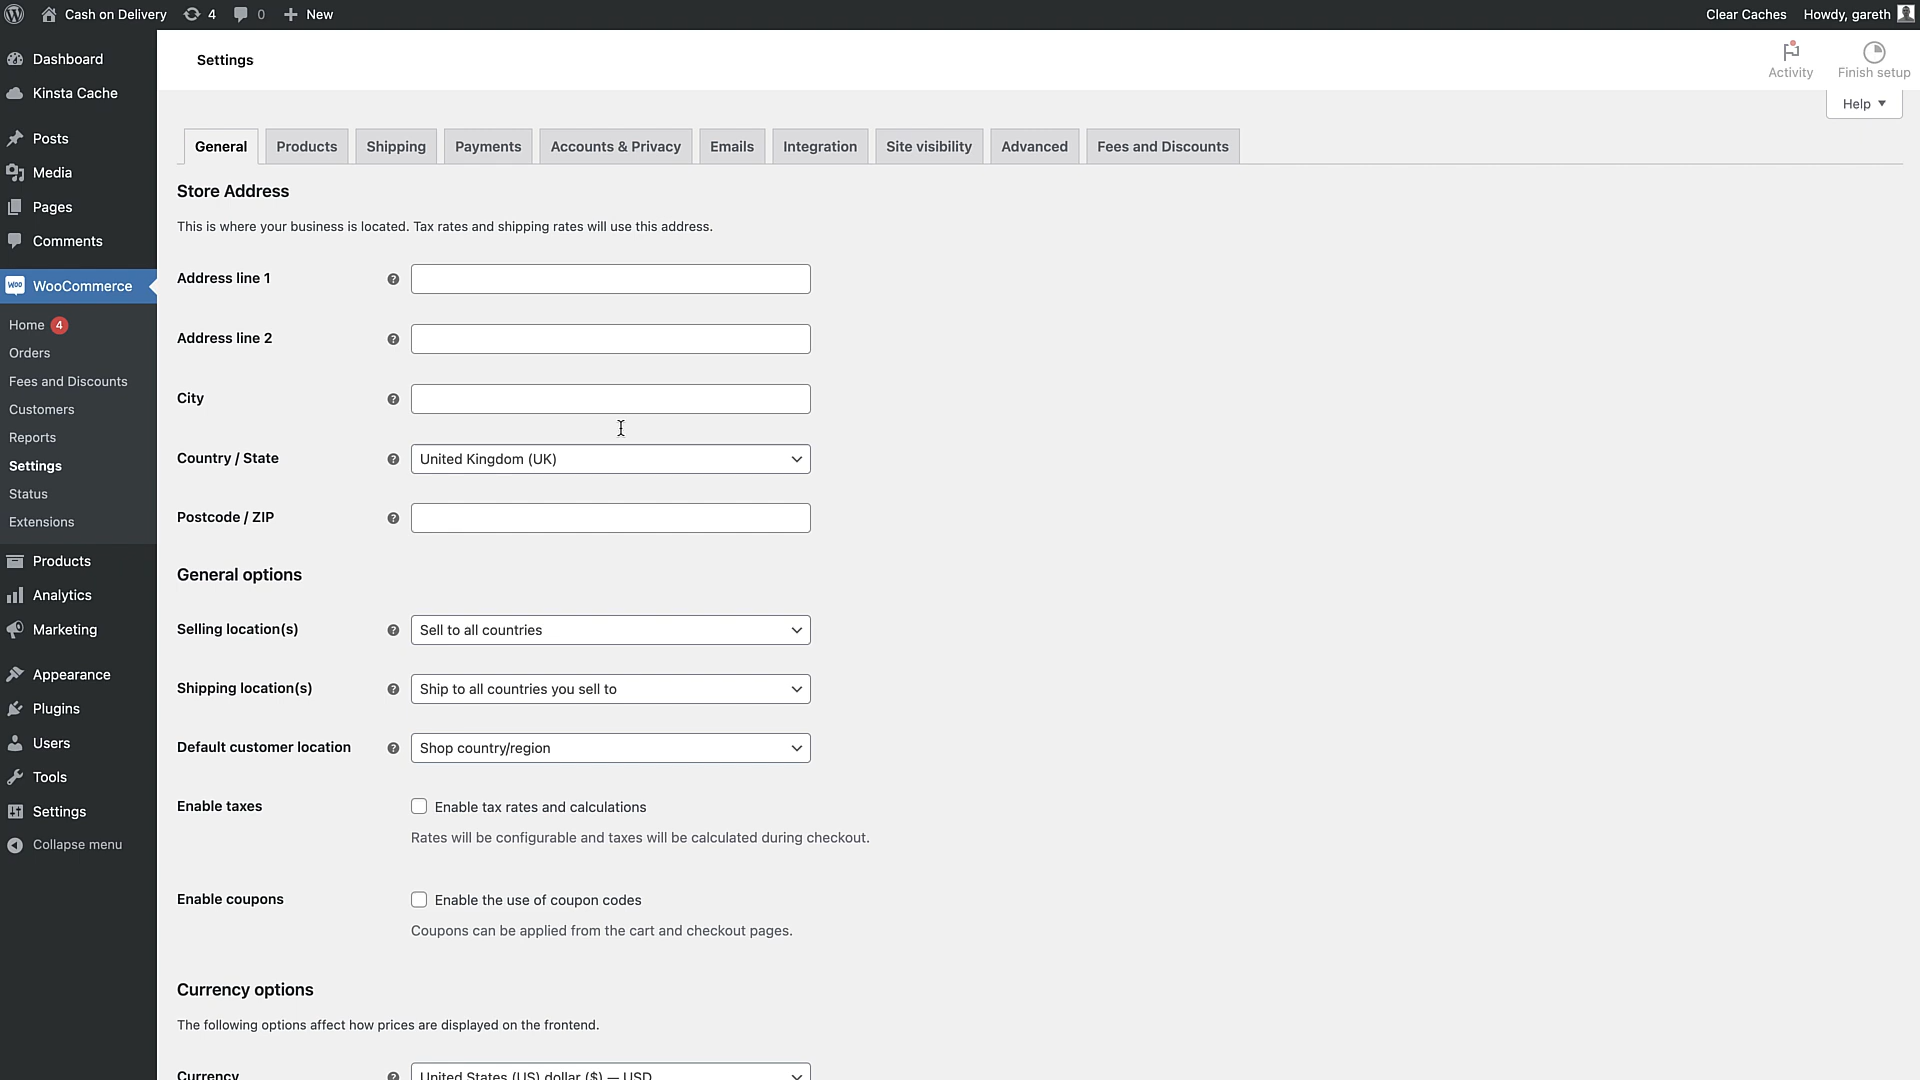 Cash on Delivery 4 0 New Clear Caches Howdy, gareth
Dashboard
Kinsta Cache
Posts
Media
Pages
Comments
WOO WooCommerce
Home 4
Orders
Fees and Discounts
Customers
Reports
Settings
Status
Extensions
Products
Analytics
Marketing
Appearance
Plugins
Users
Tools
Settings
Collapse menu
Settings
Activity
Finish setup
Help
General Products Shipping Payments Accounts & Privacy Emails Integration Site visibility Advanced Fees and Discounts
Store Address
This is where your business is located. Tax rates and shipping rates will use this address.
Address line 1 ?
Address line 2 ?
City ?
Country / State ? United Kingdom (UK)
Postcode / ZIP ?
General options
Selling location(s) ? Sell to all countries
Shipping location(s) ? Ship to all countries you sell to
Default customer location ? Shop country/region
Enable taxes Enable tax rates and calculations
Rates will be configurable and taxes will be calculated during checkout.
Enable coupons Enable the use of coupon codes
Coupons can be applied from the cart and checkout pages.
Currency options
The following options affect how prices are displayed on the frontend.
Currency ? United States (US) dollar ($) — USD